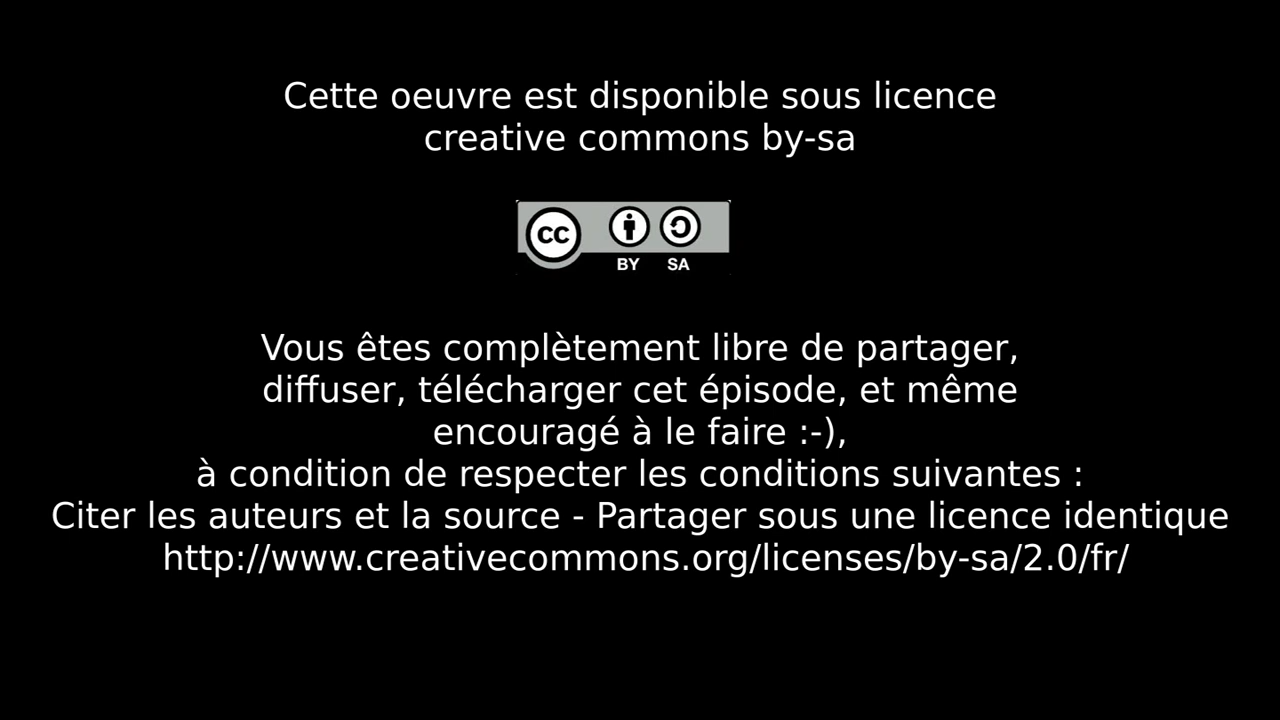 Cette oeuvre est disponible sous licence
creative commons by-sa
cc
BY SA
Vous êtes complètement libre de partager,
diffuser, télécharger cet épisode, et même
encouragé à le faire :-),
à condition de respecter les conditions suivantes :
Citer les auteurs et la source - Partager sous une licence identique
http://www.creativecommons.org/licenses/by-sa/2.0/fr/